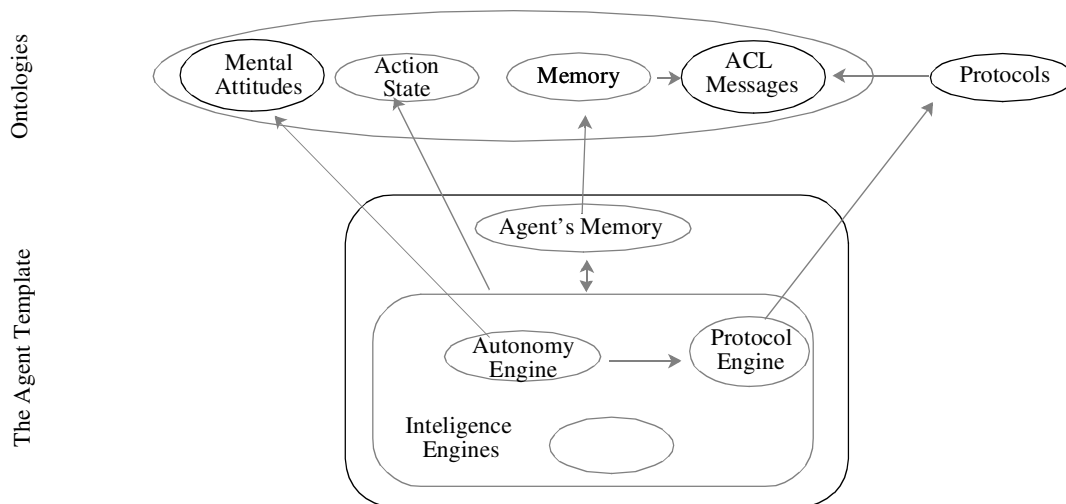 Ontologies
Mental
Attitudes
Action
State
Memory
ACL
Messages
Protocols
The Agent Template
Agent's Memory
Autonomy
Engine
Protocol
Engine
Inteligence
Engines